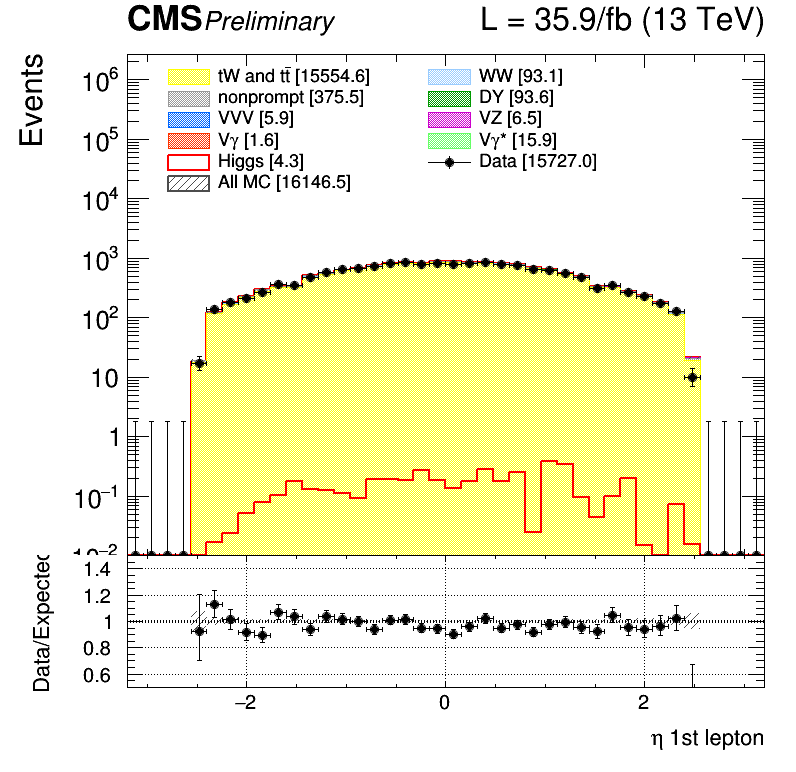 CMS Preliminary L = 35.9/fb (13 TeV)
Events
10⁶
10⁵
10⁴
10³
10²
10
1
10⁻¹
10⁻²
tW and tt̄ [15554.6] WW [93.1]
nonprompt [375.5] DY [93.6]
VVV [5.9] VZ [6.5]
Vγ [1.6] Vγ* [15.9]
Higgs [4.3] Data [15727.0]
All MC [16146.5]
Data/Expected
1.4
1.2
1
0.8
0.6
−2 0 2
η 1st lepton